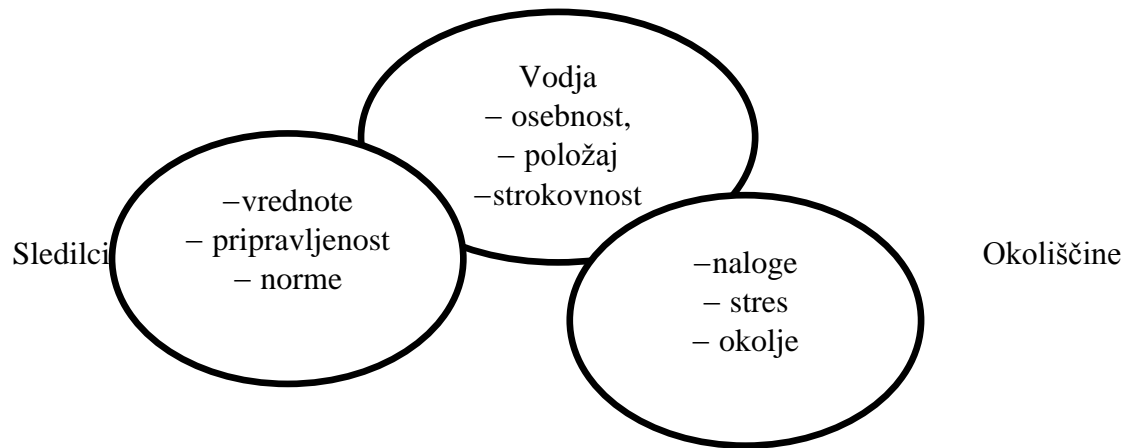 Vodja
− osebnost,
− položaj
−strokovnost
Sledilci
−vrednote
− pripravljenost
− norme
Okoliščine
−naloge
− stres
− okolje